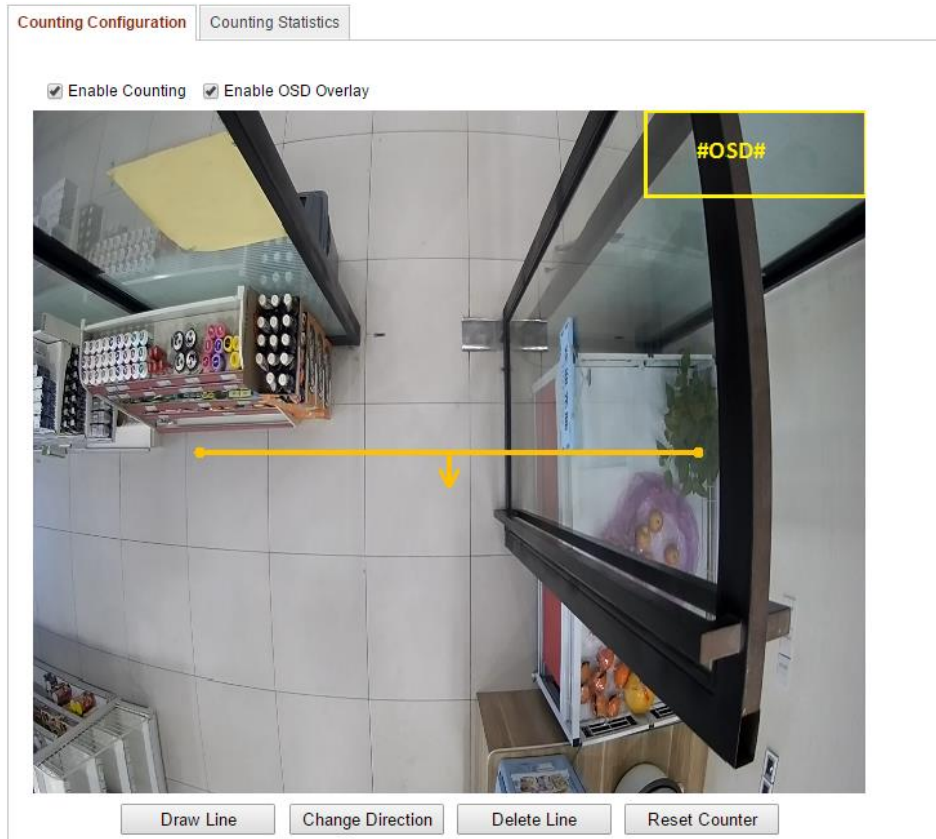 Counting Configuration
Counting Statistics
Enable Counting
Enable OSD Overlay
#OSD#
Draw Line
Change Direction
Delete Line
Reset Counter